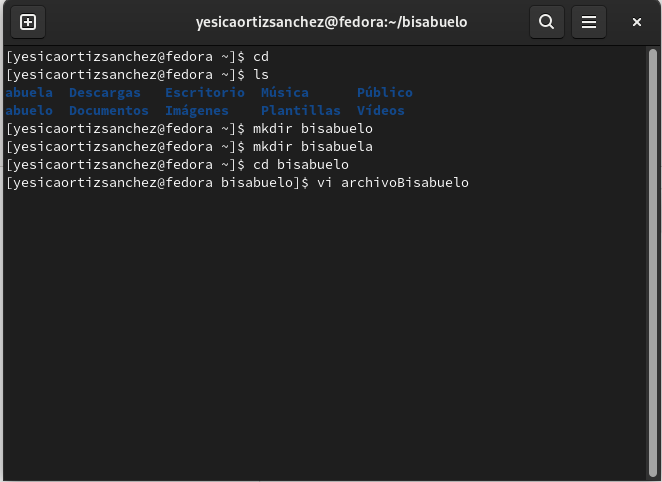 yesicaortizsanchez@fedora:~/bisabuelo
[yesicaortizsanchez@fedora ~]$ cd
[yesicaortizsanchez@fedora ~]$ ls
abuela  Descargas   Escritorio  Música      Público
abuelo  Documentos  Imágenes    Plantillas  Vídeos
[yesicaortizsanchez@fedora ~]$ mkdir bisabuelo
[yesicaortizsanchez@fedora ~]$ mkdir bisabuela
[yesicaortizsanchez@fedora ~]$ cd bisabuelo
[yesicaortizsanchez@fedora bisabuelo]$ vi archivoBisabuelo